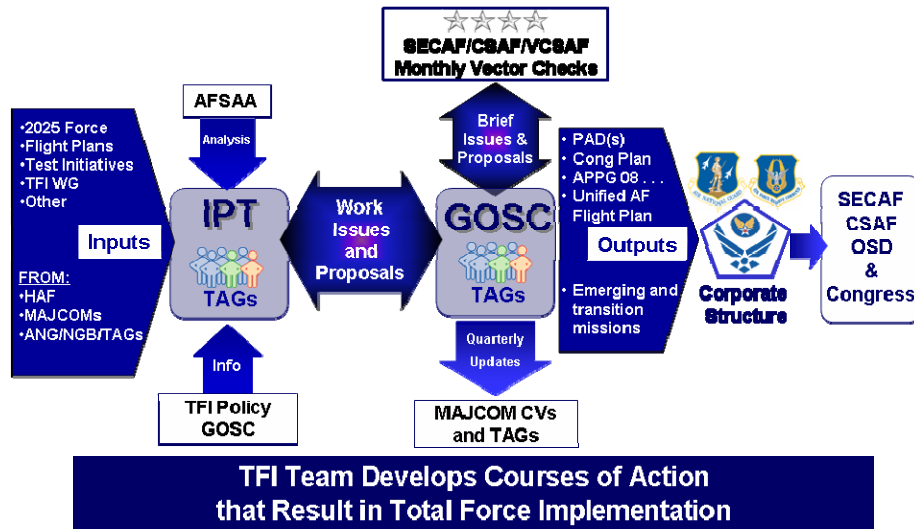 SECAF/CSAF/VCSAF
Monthly Vector Checks
AFSAA
Analysis
•2025 Force
•Flight Plans
•Test Initiatives
•TFI WG
•Other
Inputs
FROM:
•HAF
•MAJCOMs
•ANG/NGB/TAGs
IPT
TAGs
Info
TFI Policy
GOSC
Work
Issues
and
Proposals
Brief
Issues &
Proposals
GOSC
TAGs
Quarterly
Updates
MAJCOM CVs
and TAGs
• PAD(s)
• Cong Plan
• APPG 08 . . .
• Unified AF
Flight Plan
Outputs
• Emerging and
transition
missions
Corporate
Structure
SECAF
CSAF
OSD
&
Congress
TFI Team Develops Courses of Action
that Result in Total Force Implementation